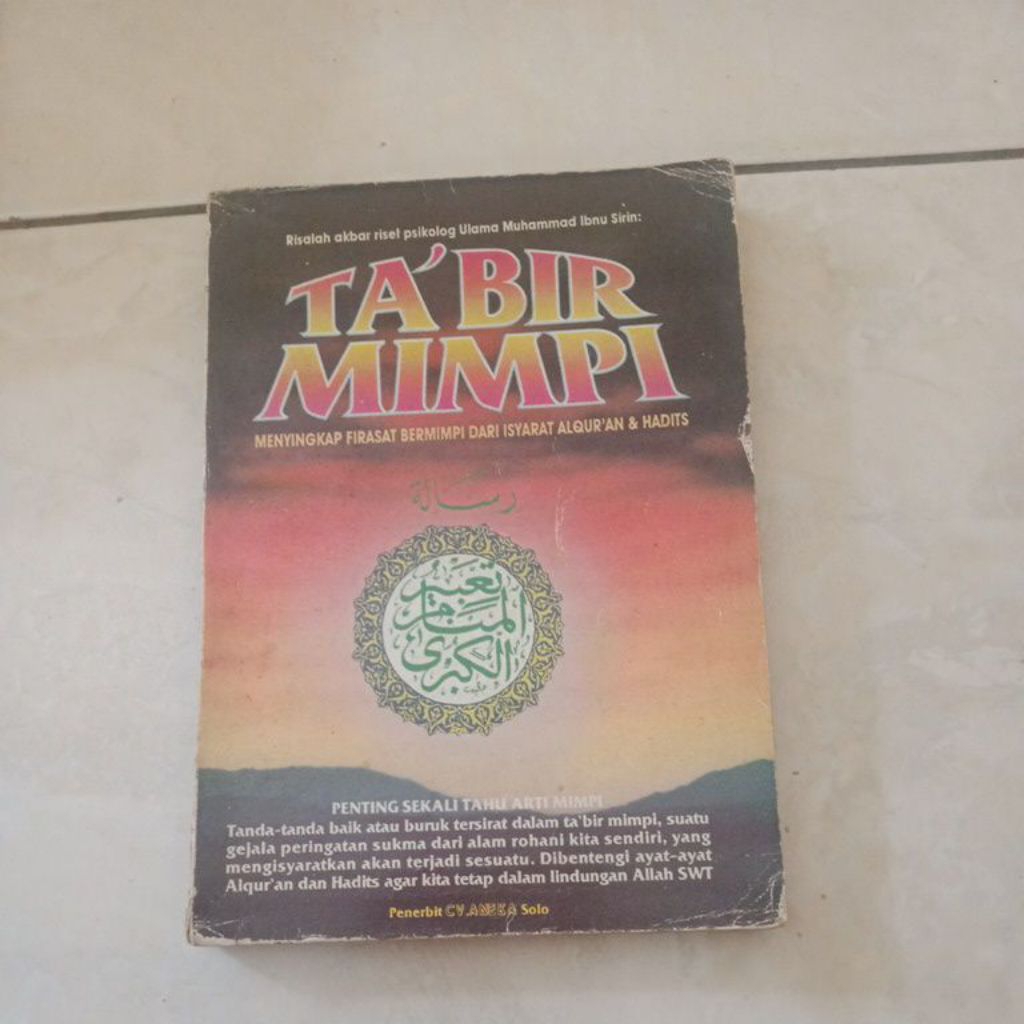 Risalah akbar riset psikolog Ulama Muhammad Ibnu Sirin:
TA'BIR
MIMPI
MENYINGKAP FIRASAT BERMIMPI DARI ISYARAT ALQUR'AN & HADITS
رسالة
تعبير
المنام
الكبرى
PENTING SEKALI TAHU ARTI MIMPI
Tanda-tanda baik atau buruk tersirat dalam ta'bir mimpi, suatu
gejala peringatan sukma dari alam rohani kita sendiri, yang
mengisyaratkan akan terjadi sesuatu. Dibentengi ayat-ayat
Alqur'an dan Hadits agar kita tetap dalam lindungan Allah SWT
Penerbit CV.ANEKA Solo